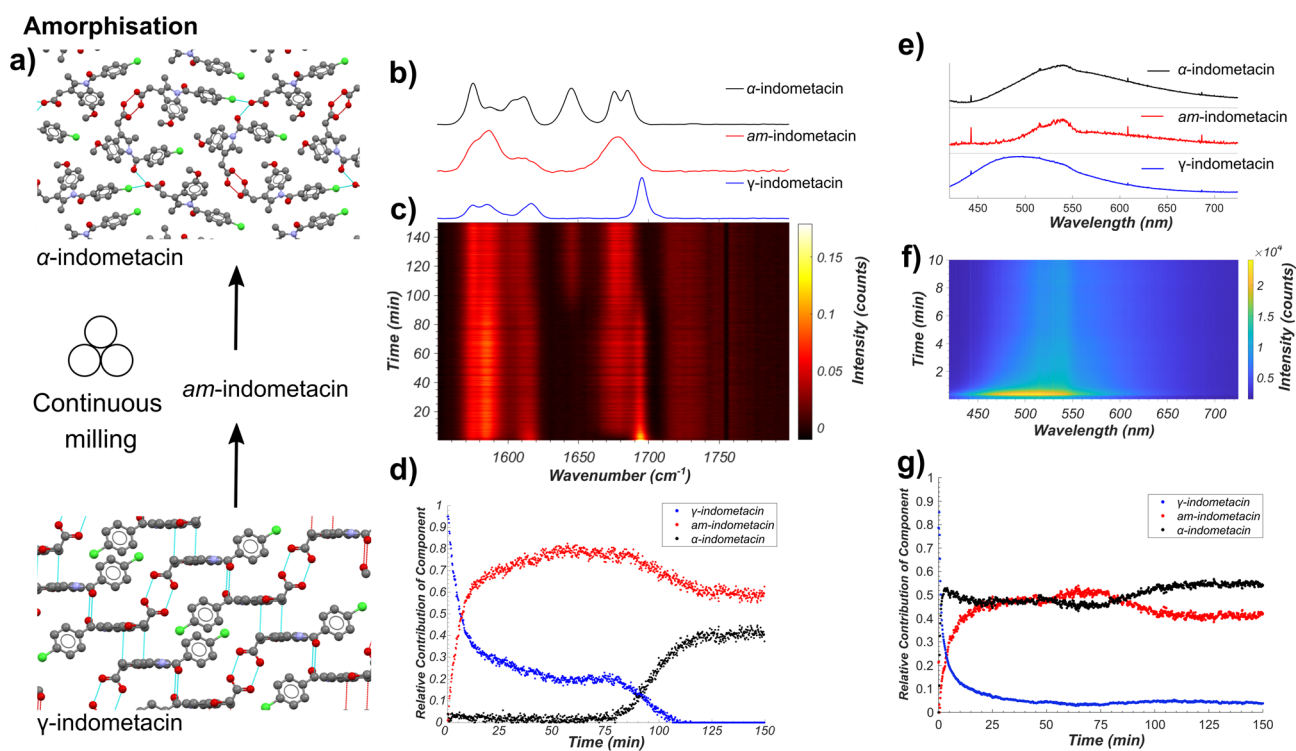 Amorphisation
a)
α-indometacin
Continuous
milling
am-indometacin
γ-indometacin
b)
α-indometacin
am-indometacin
γ-indometacin
c)
140
120
100
80
60
40
20
Time (min)
1600
1650
1700
1750
Wavenumber (cm-1)
0.15
0.1
0.05
0
Intensity (counts)
d)
1
0.9
0.8
0.7
0.6
0.5
0.4
0.3
0.2
0.1
0
Relative Contribution of Component
γ-indometacin
am-indometacin
α-indometacin
0
25
50
75
100
125
150
Time (min)
e)
α-indometacin
am-indometacin
γ-indometacin
450
500
550
600
650
700
Wavelength (nm)
f)
10
8
6
4
2
Time (min)
450
500
550
600
650
700
Wavelength (nm)
×10^4
2
1.5
1
0.5
Intensity (counts)
g)
1
0.9
0.8
0.7
0.6
0.5
0.4
0.3
0.2
0.1
0
Relative Contribution of Component
γ-indometacin
am-indometacin
α-indometacin
0
25
50
75
100
125
150
Time (min)